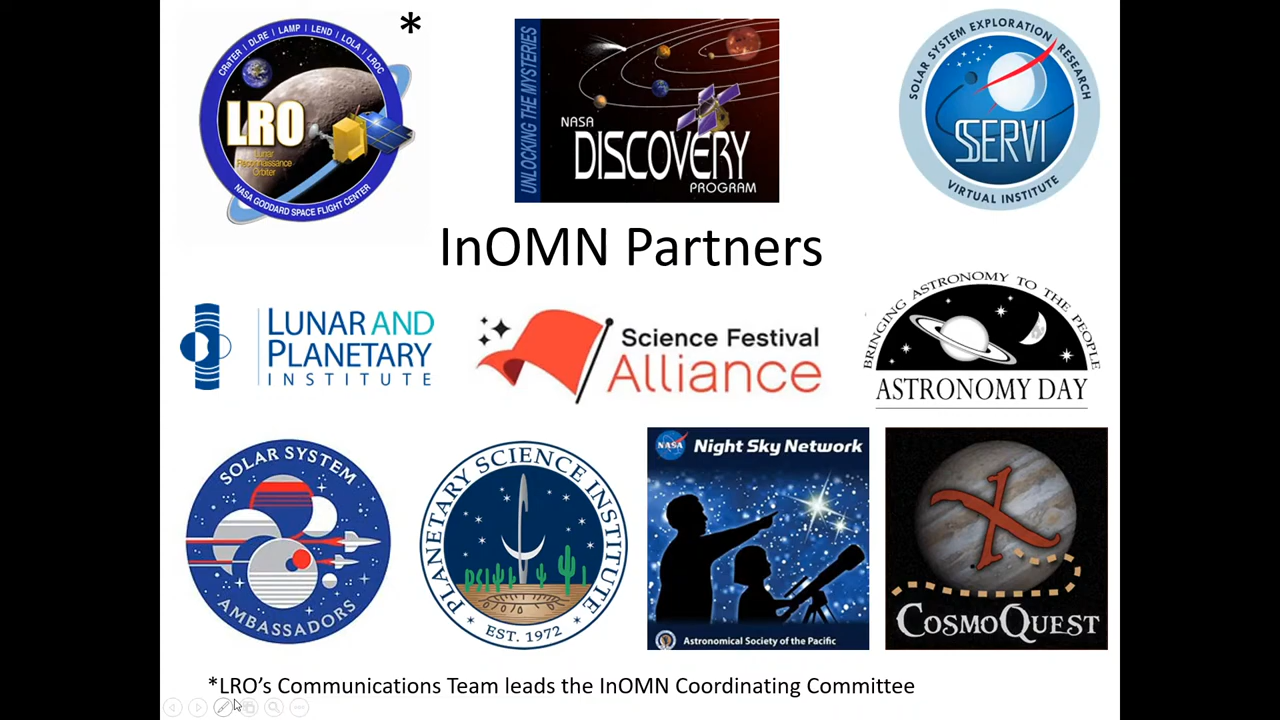 *
CRaTER | DLRE | LAMP | LEND | LOLA | LROC
LRO
Lunar
Reconnaissance
Orbiter
NASA GODDARD SPACE FLIGHT CENTER
UNLOCKING THE MYSTERIES
NASA
DISCOVERY
PROGRAM
SOLAR SYSTEM EXPLORATION RESEARCH
SSERVI
VIRTUAL INSTITUTE
InOMN Partners
LUNAR AND
PLANETARY
INSTITUTE
Science Festival
Alliance
BRINGING ASTRONOMY TO THE PEOPLE
ASTRONOMY DAY
SOLAR SYSTEM
AMBASSADORS
PLANETARY SCIENCE INSTITUTE
PSI
EST. 1972
NASA
Night Sky Network
Astronomical Society of the Pacific
X
COSMOQUEST
*LRO's Communications Team leads the InOMN Coordinating Committee